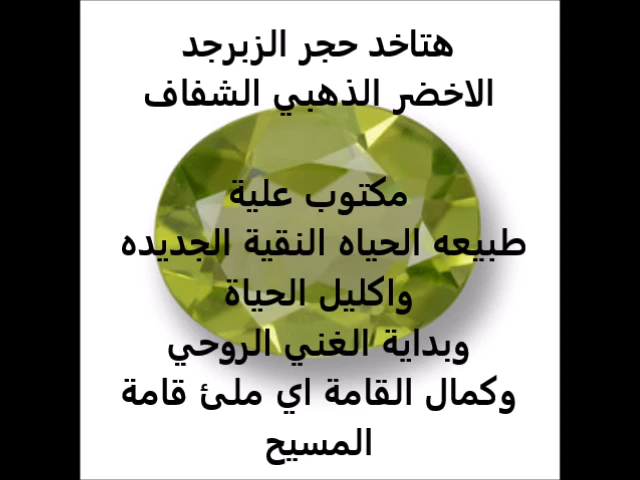 هتاخد حجر الزبرجد
الاخضر الذهبي الشفاف
مكتوب علية
طبيعه الحياه النقية الجديده
واكليل الحياة
وبداية الغني الروحي
وكمال القامة اي ملئ قامة
المسيح